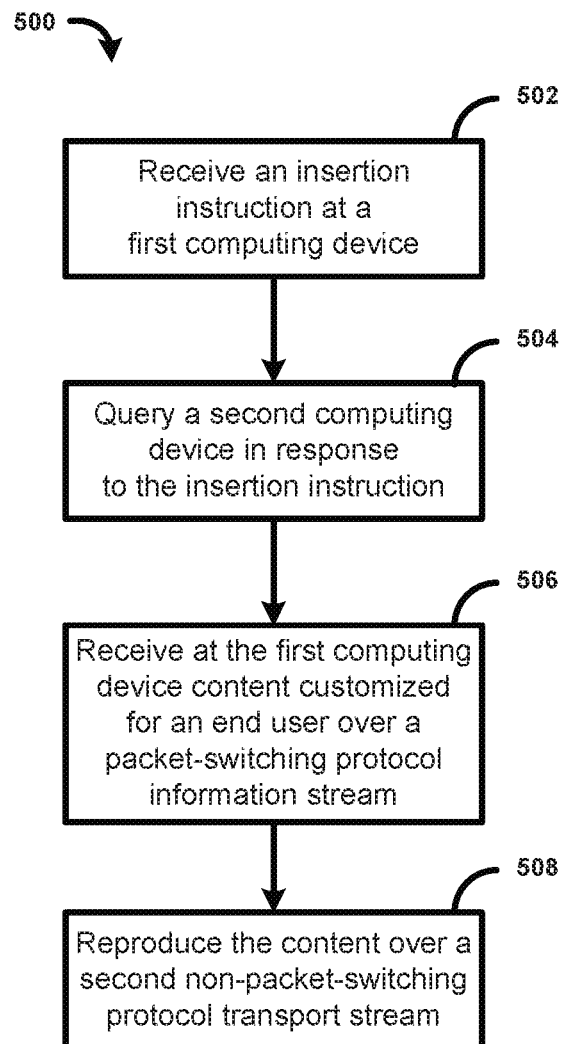 500
502
Receive an insertion
instruction at a
first computing device
504
Query a second computing
device in response
to the insertion instruction
506
Receive at the first computing
device content customized
for an end user over a
packet-switching protocol
information stream
508
Reproduce the content over a
second non-packet-switching
protocol transport stream